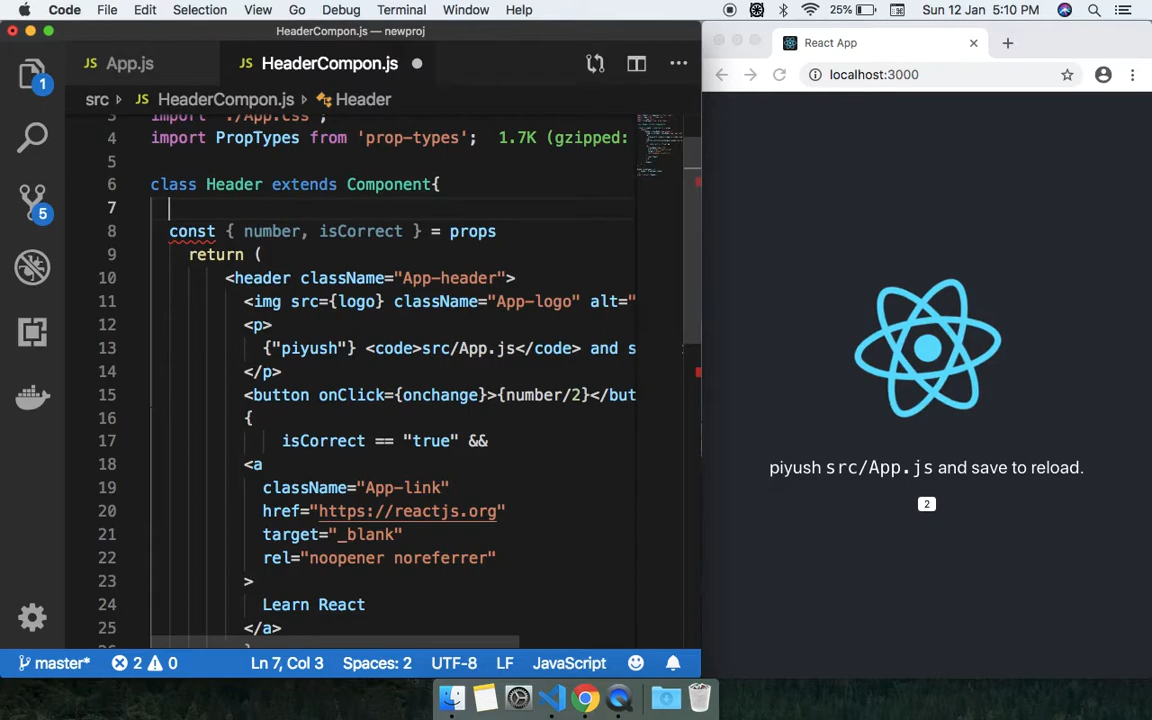 Code File Edit Selection View Go Debug Terminal Window Help 25% Sun 12 Jan 5:10 PM
HeaderCompon.js — newproj
JS App.js JS HeaderCompon.js
src JS HeaderCompon.js Header
1
5
3 import './App.css';
4 import PropTypes from 'prop-types'; 1.7K (gzipped:
5
6 class Header extends Component{
7
8 const { number, isCorrect } = props
9 return (
10 <header className="App-header">
11 <img src={logo} className="App-logo" alt="
12 <p>
13 {"piyush"} <code>src/App.js</code> and s
14 </p>
15 <button onClick={onchange}>{number/2}</but
16 {
17 isCorrect == "true" &&
18 <a
19 className="App-link"
20 href="https://reactjs.org"
21 target="_blank"
22 rel="noopener noreferrer"
23 >
24 Learn React
25 </a>
master* 2 0 Ln 7, Col 3 Spaces: 2 UTF-8 LF JavaScript
React App
localhost:3000
piyush src/App.js and save to reload.
2